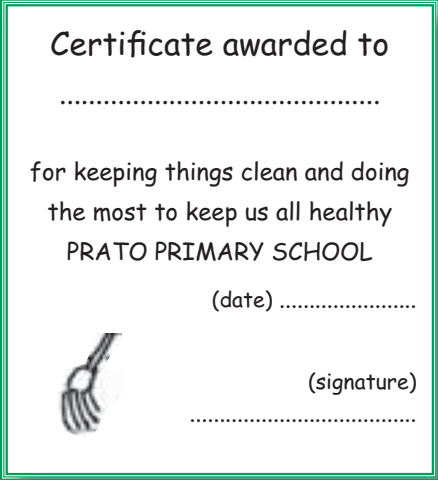 Certificate awarded to
............................................
for keeping things clean and doing
the most to keep us all healthy
PRATO PRIMARY SCHOOL
(date) .......................
(signature)
......................................